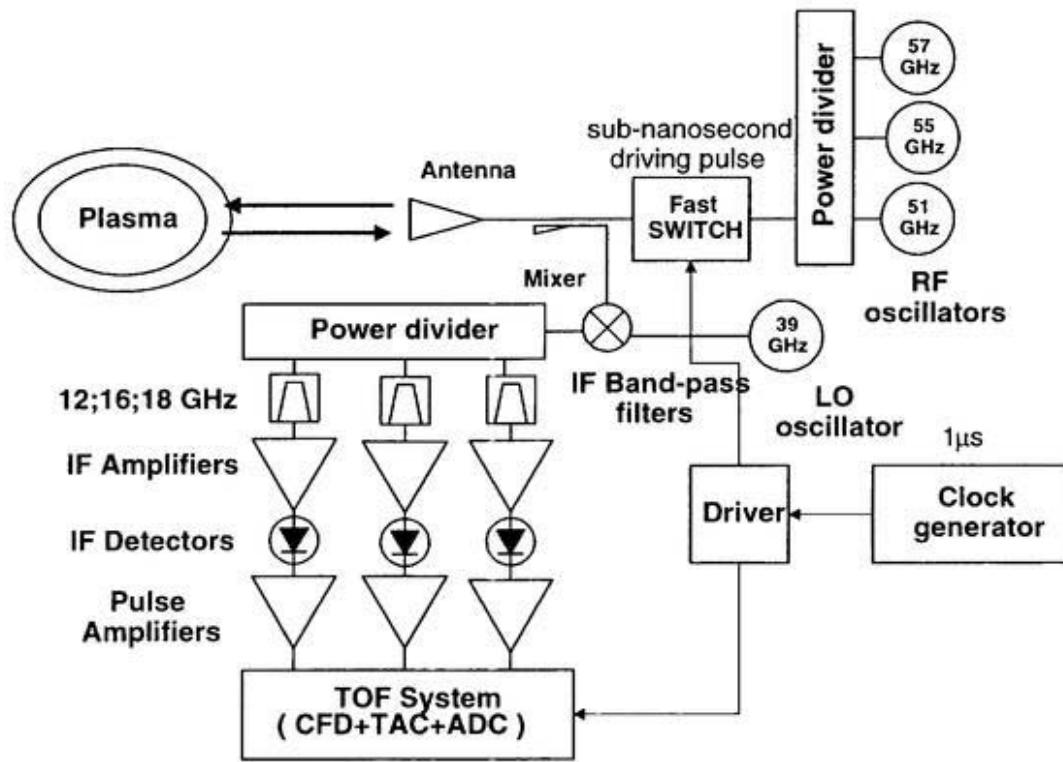 57
GHz
Power divider
55
GHz
sub-nanosecond
driving pulse
Antenna
Plasma
Fast
SWITCH
51
GHz
RF
oscillators
Mixer
Power divider
39
GHz
12;16;18 GHz
IF Band-pass
filters
LO
oscillator
1μs
IF Amplifiers
Driver
Clock
generator
IF Detectors
Pulse
Amplifiers
TOF System
( CFD+TAC+ADC )